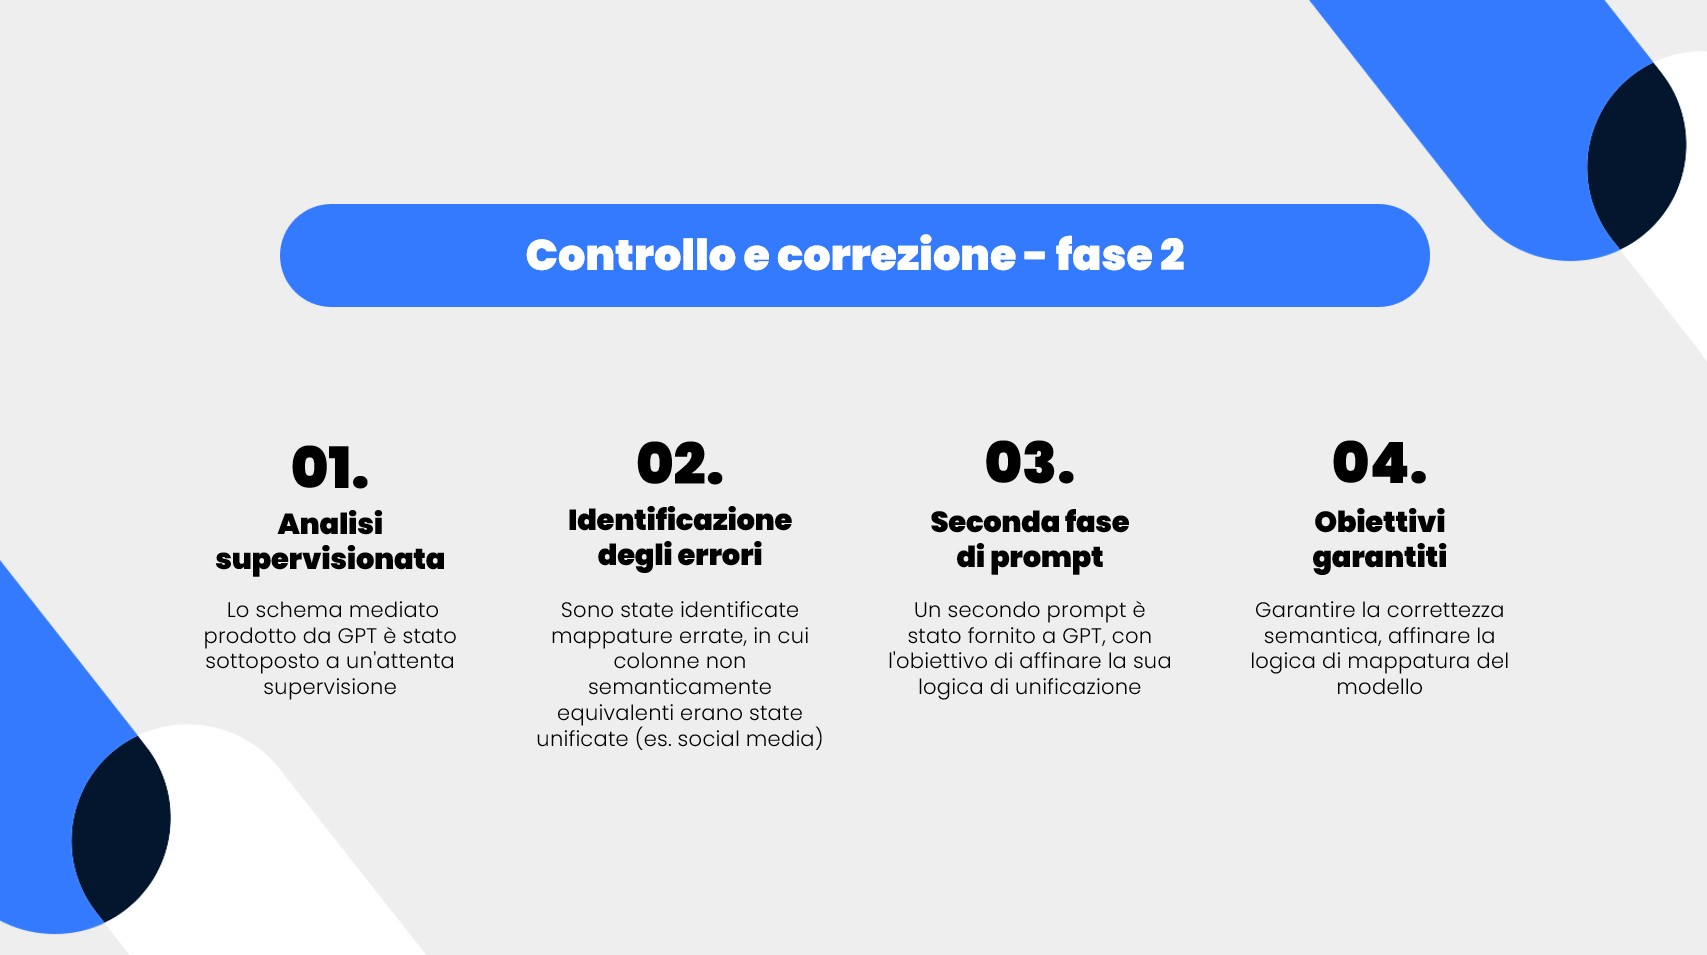 Controllo e correzione – fase 2
01.
Analisi
supervisionata
Lo schema mediato
prodotto da GPT è stato
sottoposto a un'attenta
supervisione
02.
Identificazione
degli errori
Sono state identificate
mappature errate, in cui
colonne non
semanticamente
equivalenti erano state
unificate (es. social media)
03.
Seconda fase
di prompt
Un secondo prompt è
stato fornito a GPT, con
l'obiettivo di affinare la sua
logica di unificazione
04.
Obiettivi
garantiti
Garantire la correttezza
semantica, affinare la
logica di mappatura del
modello